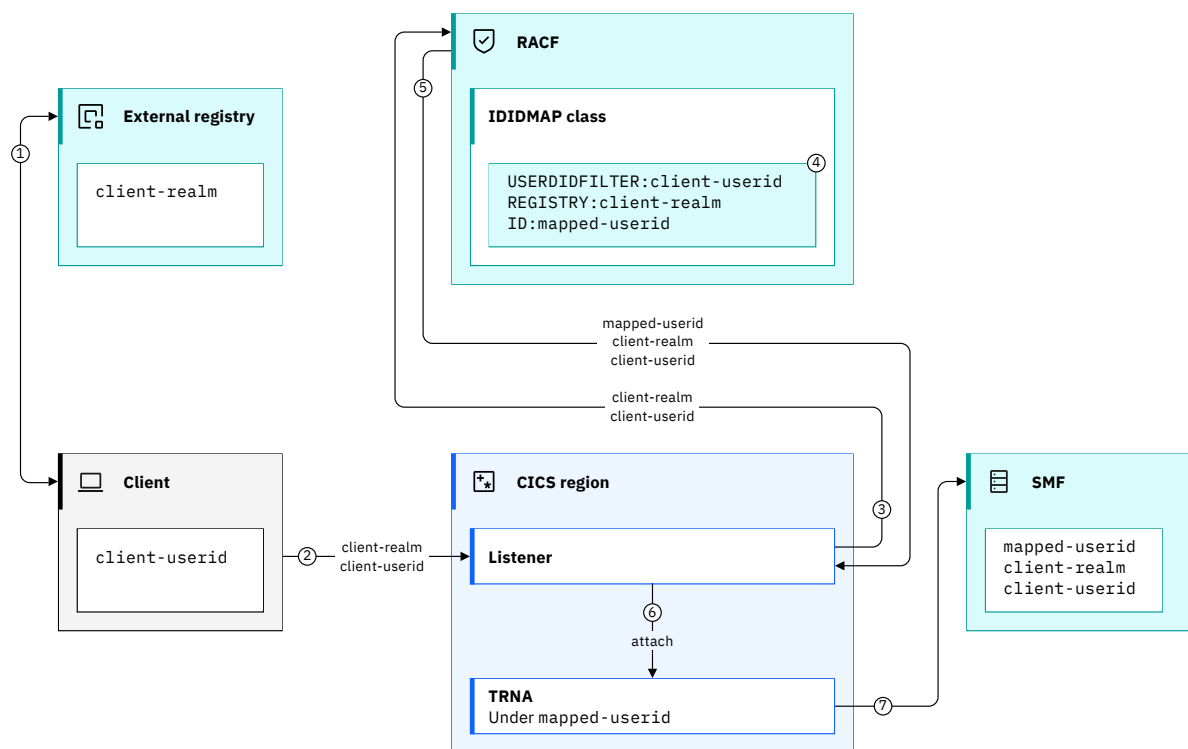 RACF
5
External registry
1
client-realm
IDIDMAP class
4
USERDIDFILTER:client-userid
REGISTRY:client-realm
ID:mapped-userid
mapped-userid
client-realm
client-userid
client-realm
client-userid
Client
client-userid
2
client-realm
client-userid
CICS region
3
Listener
6
attach
TRNA
Under mapped-userid
7
SMF
mapped-userid
client-realm
client-userid